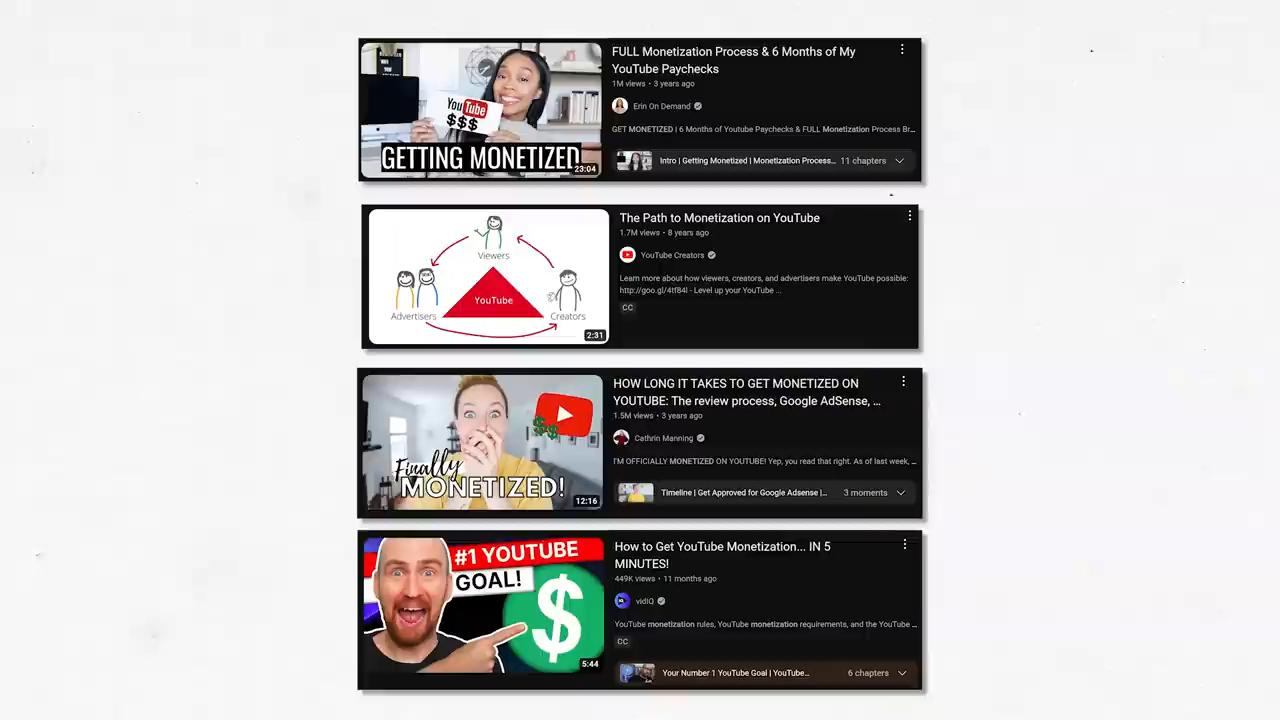 FULL Monetization Process & 6 Months of My
YouTube Paychecks
1M views • 3 years ago
Erin On Demand
GET MONETIZED | 6 Months of Youtube Paychecks & FULL Monetization Process Br...
Intro | Getting Monetized | Monetization Process... 11 chapters
You Tube
$$$
GETTING MONETIZED
23:04
The Path to Monetization on YouTube
1.7M views • 8 years ago
YouTube Creators
Learn more about how viewers, creators, and advertisers make YouTube possible:
http://goo.gl/4tf84l - Level up your YouTube ...
CC
Viewers
YouTube
Advertisers
Creators
2:31
HOW LONG IT TAKES TO GET MONETIZED ON
YOUTUBE: The review process, Google AdSense, ...
1.5M views • 3 years ago
Cathrin Manning
I'M OFFICIALLY MONETIZED ON YOUTUBE! Yep, you read that right. As of last week, ...
Timeline | Get Approved for Google Adsense |... 3 moments
$$
Finally
MONETIZED!
12:16
How to Get YouTube Monetization... IN 5
MINUTES!
449K views • 11 months ago
vidIQ
YouTube monetization rules, YouTube monetization requirements, and the YouTube ...
CC
Your Number 1 YouTube Goal | YouTube... 6 chapters
#1 YOUTUBE
GOAL!
$
5:44